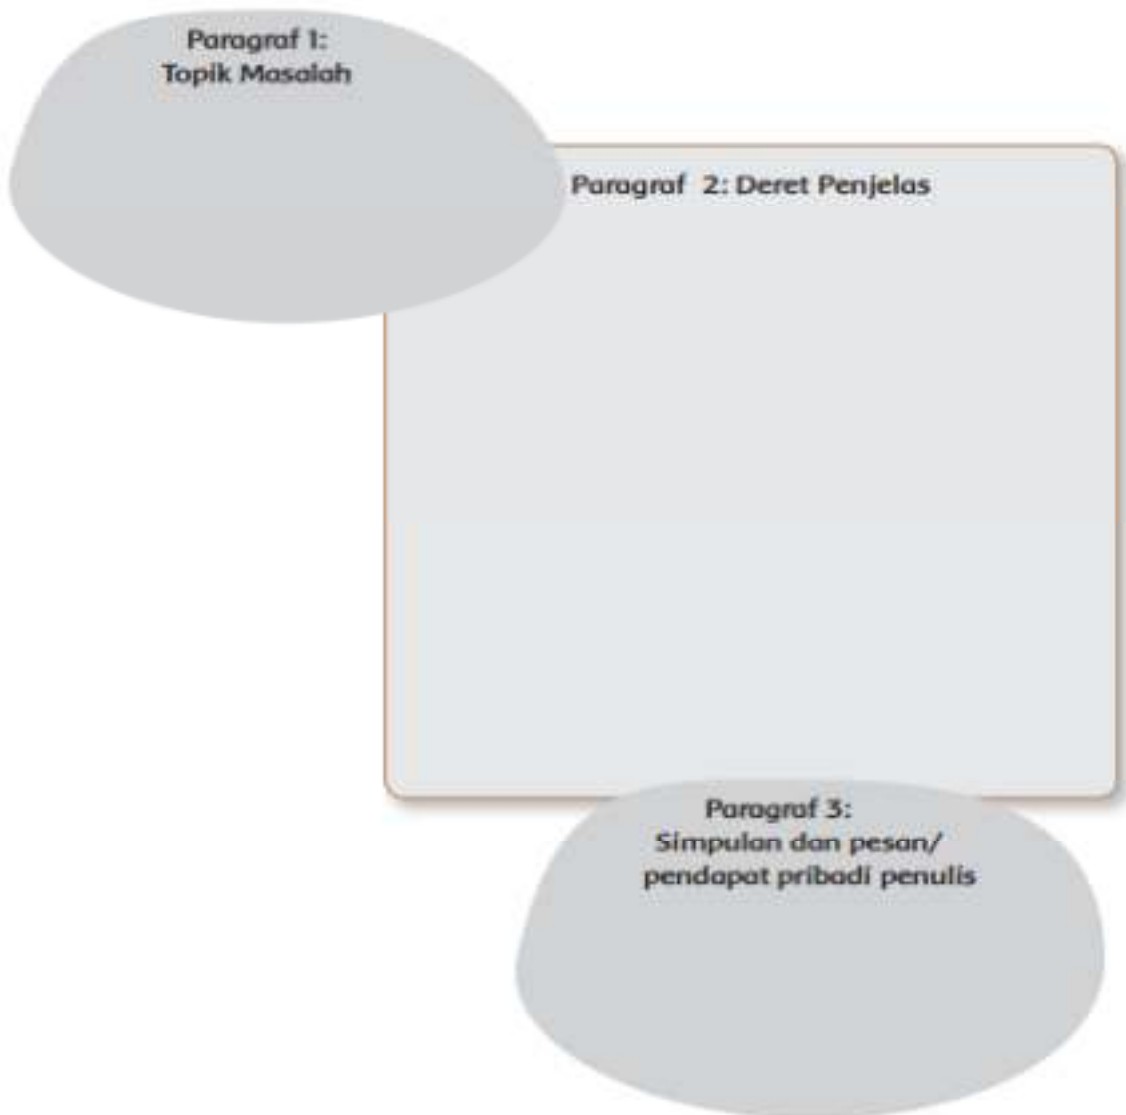 Paragraf 1:
Topik Masalah
Paragraf 2: Deret Penjelas
Paragraf 3:
Simpulan dan pesan/
pendapat pribadi penulis